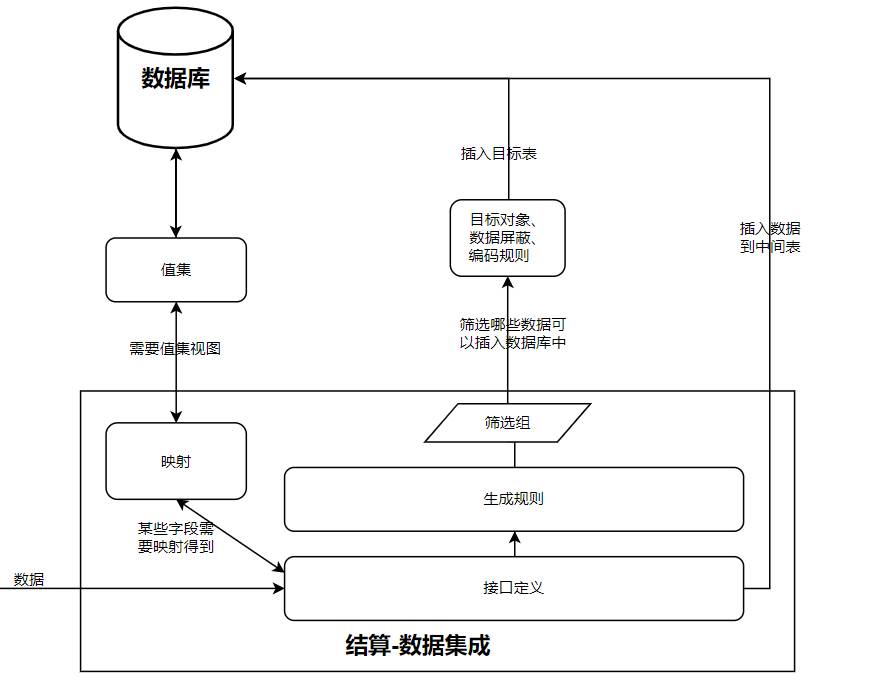 数据库
插入目标表
目标对象、
数据屏蔽、
编码规则
插入数据
到中间表
值集
筛选哪些数据可
以插入数据库中
需要值集视图
筛选组
映射
生成规则
某些字段需
要映射得到
数据
接口定义
结算-数据集成